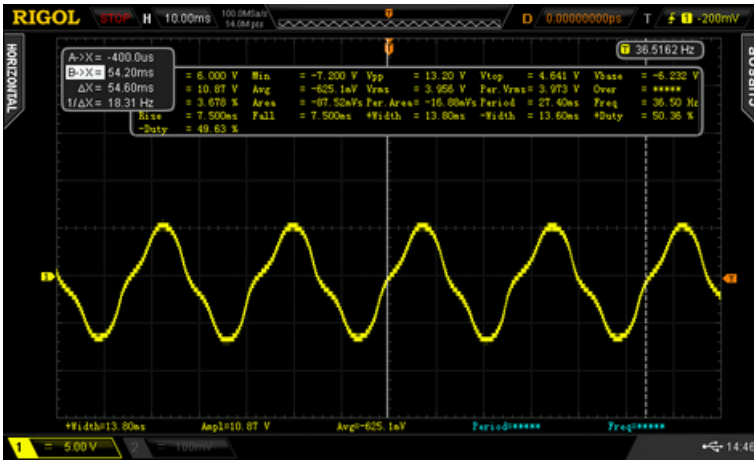 RIGOL STOP H 10.00ms 100.0MSa/s 14.0Mpts D 0.00000000ps T 1 -200mV
HORIZONTAL
T 36.5162 Hz
A->X= -400.0us
B->X= 54.20ms
ΔX= 54.60ms
1/ΔX= 18.31 Hz
= 6.000 V Min = -7.200 V Vpp = 13.20 V Vtop = 4.641 V Vbase = -6.232 V
= 10.87 V Avg = -625.1mV Vrms = 3.956 V Per.Vrms= 3.973 V Over = *****
= 3.678 % Area = -87.52mVs Per.Area= -16.88mVs Period = 27.40ms Freq = 36.50 Hz
Rise = 7.500ms Fall = 7.500ms +Width = 13.80ms -Width = 13.60ms +Duty = 50.36 %
-Duty = 49.63 %
1
T
+Width=13.80ms Ampl=10.87 V Avg=-625.1mV Period=***** Freq=*****
1 = 5.00 V 2 = 100mV 14:46